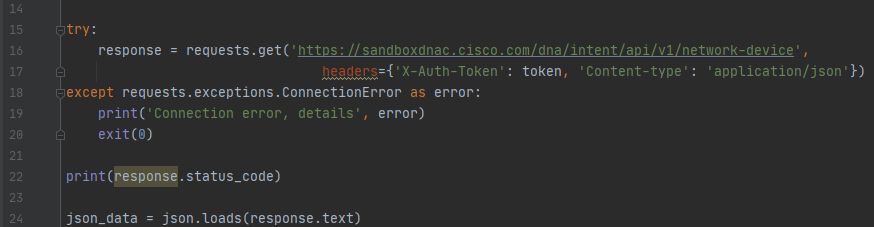 14
15 try:
16     response = requests.get('https://sandboxdnac.cisco.com/dna/intent/api/v1/network-device',
17                             headers={'X-Auth-Token': token, 'Content-type': 'application/json'})
18 except requests.exceptions.ConnectionError as error:
19     print('Connection error, details', error)
20     exit(0)
21
22 print(response.status_code)
23
24 json_data = json.loads(response.text)